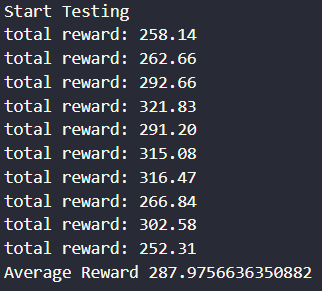 Start Testing
total reward: 258.14
total reward: 262.66
total reward: 292.66
total reward: 321.83
total reward: 291.20
total reward: 315.08
total reward: 316.47
total reward: 266.84
total reward: 302.58
total reward: 252.31
Average Reward 287.9756636350882